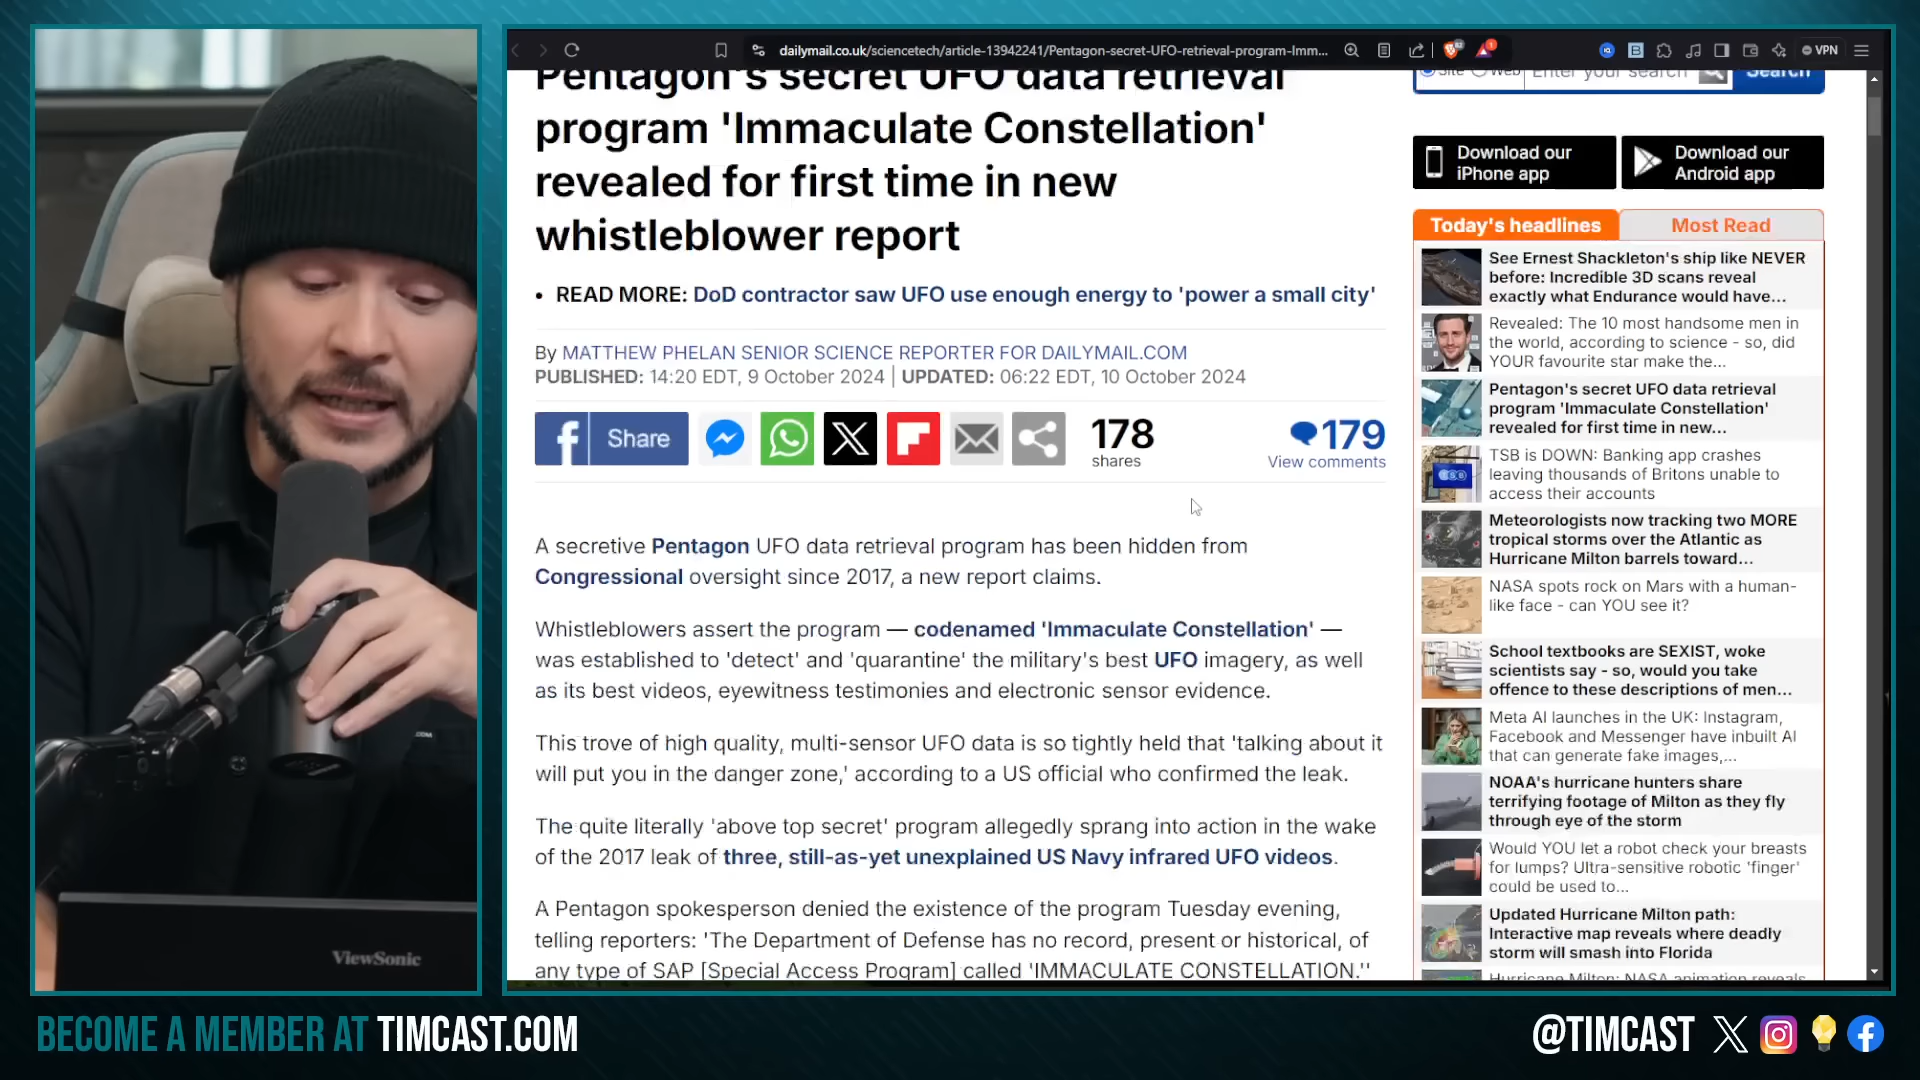 dailymail.co.uk/sciencetech/article-13942241/Pentagon-secret-UFO-retrieval-program-Imm...
VPN
Pentagon's secret UFO data retrieval
program 'Immaculate Constellation'
revealed for first time in new
whistleblower report
• READ MORE: DoD contractor saw UFO use enough energy to 'power a small city'
By MATTHEW PHELAN SENIOR SCIENCE REPORTER FOR DAILYMAIL.COM
PUBLISHED: 14:20 EDT, 9 October 2024 | UPDATED: 06:22 EDT, 10 October 2024
Share
178
shares
179
View comments
A secretive Pentagon UFO data retrieval program has been hidden from
Congressional oversight since 2017, a new report claims.
Whistleblowers assert the program — codenamed 'Immaculate Constellation' —
was established to 'detect' and 'quarantine' the military's best UFO imagery, as well
as its best videos, eyewitness testimonies and electronic sensor evidence.
This trove of high quality, multi-sensor UFO data is so tightly held that 'talking about it
will put you in the danger zone,' according to a US official who confirmed the leak.
The quite literally 'above top secret' program allegedly sprang into action in the wake
of the 2017 leak of three, still-as-yet unexplained US Navy infrared UFO videos.
A Pentagon spokesperson denied the existence of the program Tuesday evening,
telling reporters: 'The Department of Defense has no record, present or historical, of
any type of SAP [Special Access Program] called 'IMMACULATE CONSTELLATION.''
Site Web Enter your search Search
Download our
iPhone app
Download our
Android app
Today's headlines
Most Read
See Ernest Shackleton's ship like NEVER
before: Incredible 3D scans reveal
exactly what Endurance would have...
Revealed: The 10 most handsome men in
the world, according to science - so, did
YOUR favourite star make the...
Pentagon's secret UFO data retrieval
program 'Immaculate Constellation'
revealed for first time in new...
TSB is DOWN: Banking app crashes
leaving thousands of Britons unable to
access their accounts
Meteorologists now tracking two MORE
tropical storms over the Atlantic as
Hurricane Milton barrels toward...
NASA spots rock on Mars with a human-
like face - can YOU see it?
School textbooks are SEXIST, woke
scientists say - so, would you take
offence to these descriptions of men...
Meta AI launches in the UK: Instagram,
Facebook and Messenger have inbuilt AI
that can generate fake images,...
NOAA's hurricane hunters share
terrifying footage of Milton as they fly
through eye of the storm
Would YOU let a robot check your breasts
for lumps? Ultra-sensitive robotic 'finger'
could be used to...
Updated Hurricane Milton path:
Interactive map reveals where deadly
storm will smash into Florida
Hurricane Milton: NASA animation reveals
TSB
.COM
ViewSonic
BECOME A MEMBER AT TIMCAST.COM
@TIMCAST